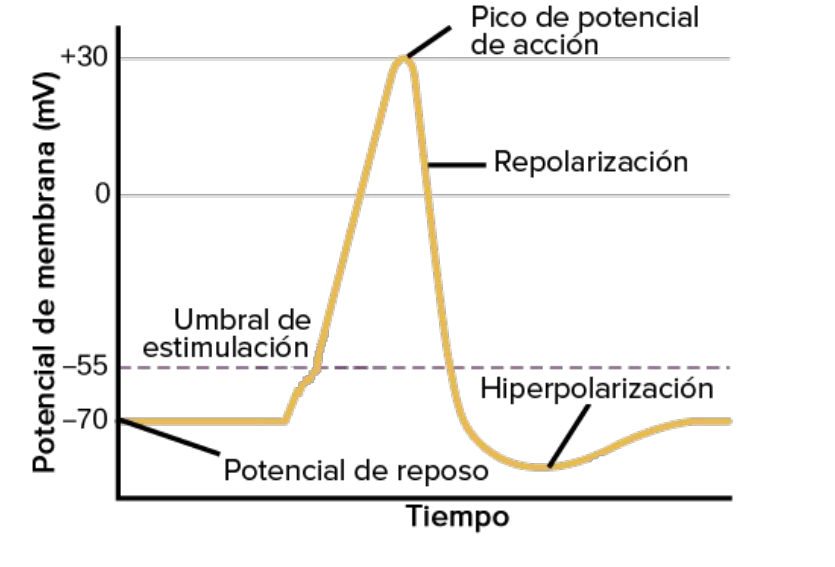 Pico de potencial
de acción
+30
Repolarización
0
Potencial de membrana (mV)
Umbral de
estimulación
–55
Hiperpolarización
–70
Potencial de reposo
Tiempo